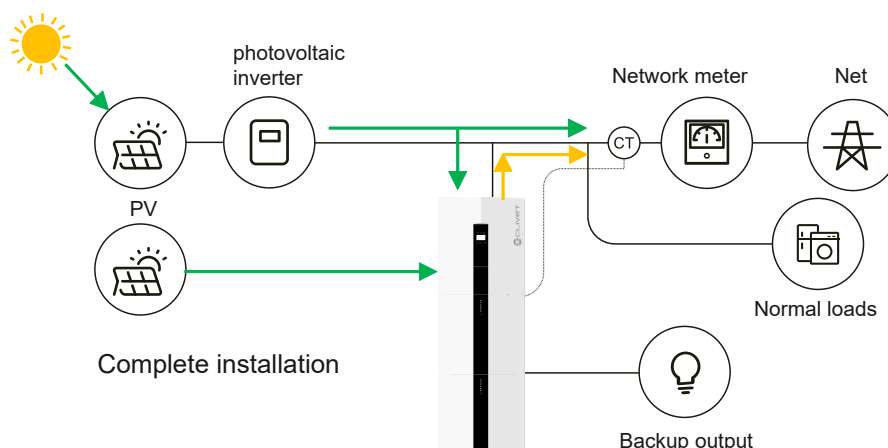 photovoltaic
inverter
Network meter
Net
CT
PV
CLIVET
Normal loads
Complete installation
Backup output